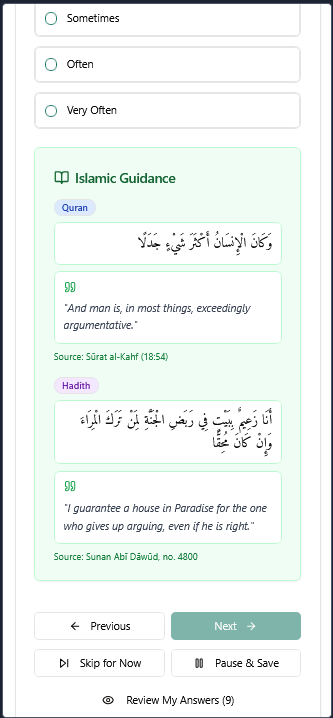 Sometimes
Often
Very Often
Islamic Guidance
Quran
وَكَانَ الْإِنسَانُ أَكْثَرَ شَيْءٍ جَدَلًا
"And man is, in most things, exceedingly
argumentative."
Source: Sūrat al-Kahf (18:54)
Hadith
أَنَا زَعِيمٌ بِبَيْتٍ فِي رَبَضِ الْجَنَّةِ لِمَنْ تَرَكَ الْمِرَاءَ
وَإِنْ كَانَ مُحِقًّا
"I guarantee a house in Paradise for the one
who gives up arguing, even if he is right."
Source: Sunan Abī Dāwūd, no. 4800
Previous
Next
Skip for Now
Pause & Save
Review My Answers (9)